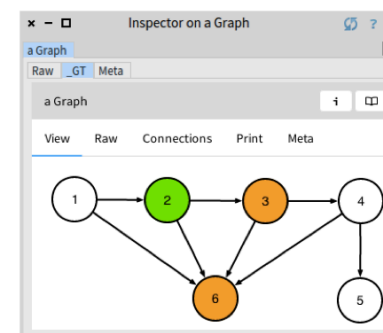 Inspector on a Graph ?
a Graph
Raw _GT Meta
a Graph i
View Raw Connections Print Meta
1 2 3 4
6 5